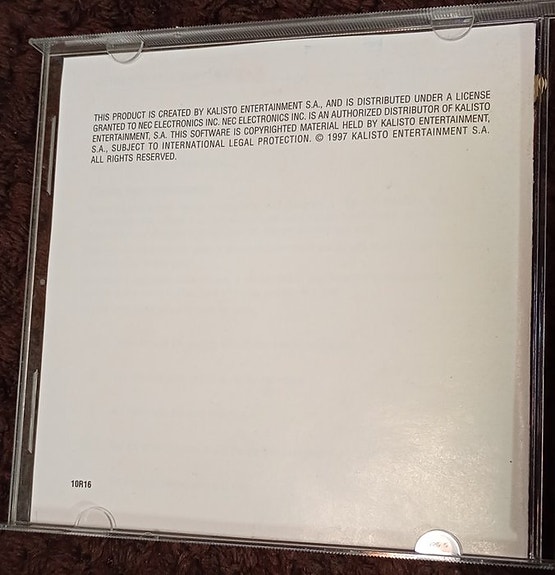 THIS PRODUCT IS CREATED BY KALISTO ENTERTAINMENT S.A., AND IS DISTRIBUTED UNDER A LICENSE
GRANTED TO NEC ELECTRONICS INC. NEC ELECTRONICS INC. IS AN AUTHORIZED DISTRIBUTOR OF KALISTO
ENTERTAINMENT, S.A. THIS SOFTWARE IS COPYRIGHTED MATERIAL HELD BY KALISTO ENTERTAINMENT,
S.A., SUBJECT TO INTERNATIONAL LEGAL PROTECTION. © 1997 KALISTO ENTERTAINMENT S.A.
ALL RIGHTS RESERVED.
10R16